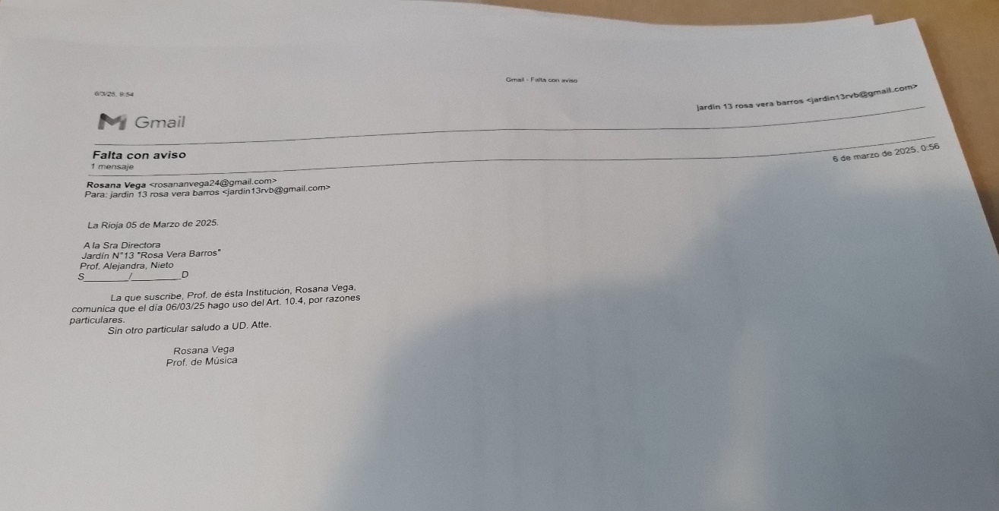 Gmail - Falta con aviso
6/3/25, 9:54
jardin 13 rosa vera barros <jardin13rvb@gmail.com>
Gmail
Falta con aviso
1 mensaje
6 de marzo de 2025, 0:56
Rosana Vega <rosananvega24@gmail.com>
Para: jardin 13 rosa vera barros <jardin13rvb@gmail.com>
La Rioja 05 de Marzo de 2025.
A la Sra Directora
Jardín N°13 "Rosa Vera Barros"
Prof. Alejandra, Nieto
S_________/__________D
La que suscribe, Prof. de ésta Institución, Rosana Vega,
comunica que el día 06/03/25 hago uso del Art. 10.4, por razones
particulares.
Sin otro particular saludo a UD. Atte.
Rosana Vega
Prof. de Música